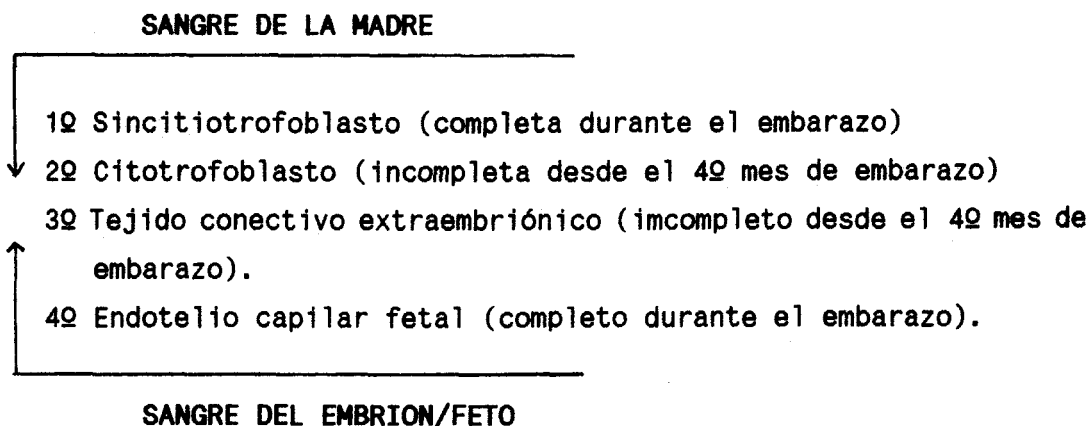 SANGRE DE LA MADRE
1º Sincitiotrofoblasto (completa durante el embarazo)
2º Citotrofoblasto (incompleta desde el 4º mes de embarazo)
3º Tejido conectivo extraembriónico (imcompleto desde el 4º mes de
embarazo).
4º Endotelio capilar fetal (completo durante el embarazo).
SANGRE DEL EMBRION/FETO